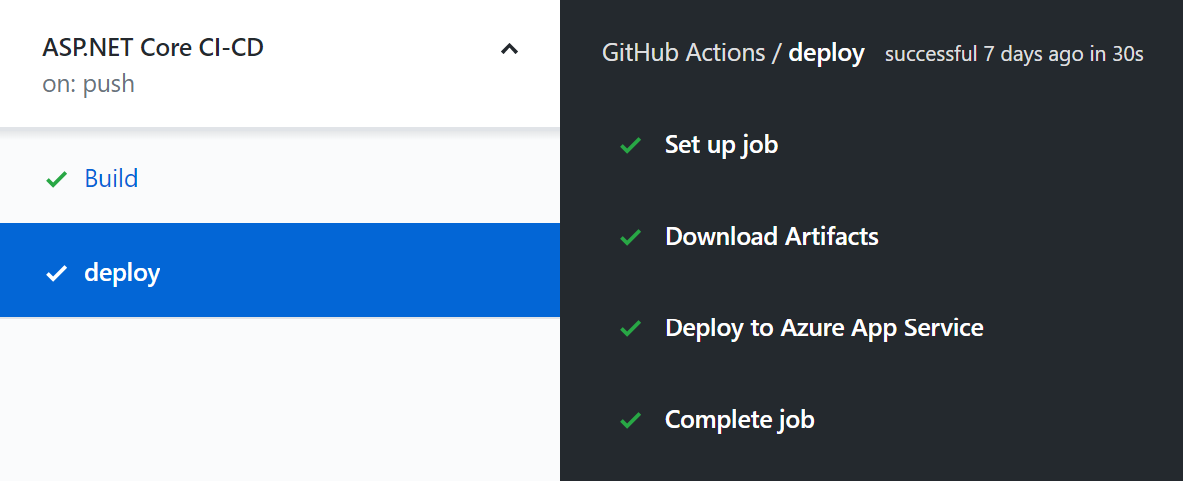 ASP.NET Core CI-CD
on: push
Build
deploy
GitHub Actions / deploy successful 7 days ago in 30s
Set up job
Download Artifacts
Deploy to Azure App Service
Complete job